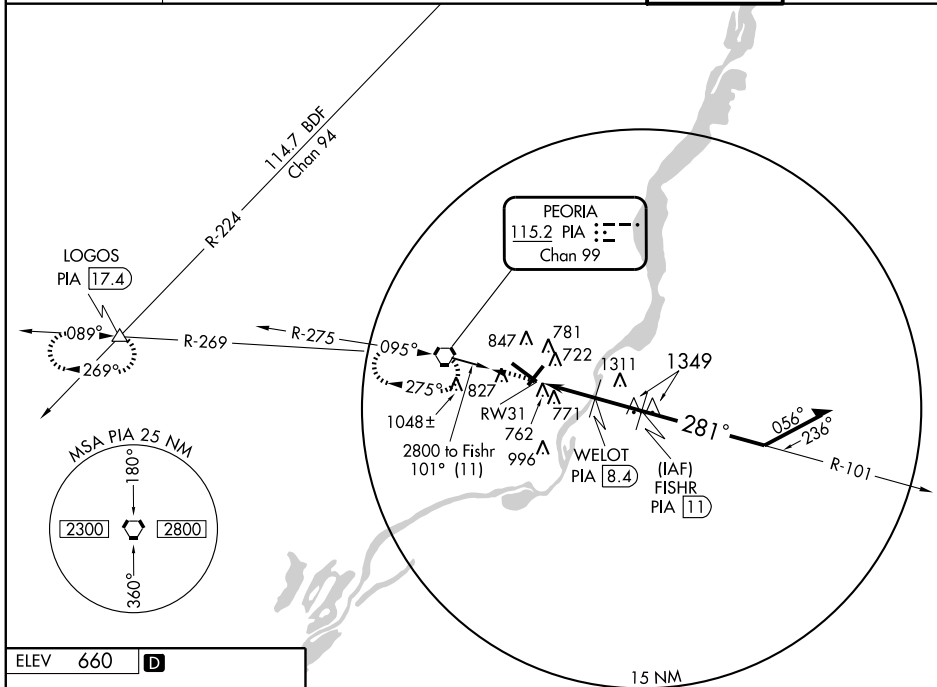 114.7 BDF
Chan 94
R-224
LOGOS
PIA 17.4
089°
269°
R-269
R-275
095°
275°
PEORIA
115.2 PIA
Chan 99
847
781
722
827
1048±
RW31
762
771
996
1311
1349
2800 to Fishr
101° (11)
WELOT
PIA 8.4
(IAF)
FISHR
PIA 11
281°
056°
236°
R-101
MSA PIA 25 NM
180°
2300
2800
360°
ELEV 660 D
15 NM